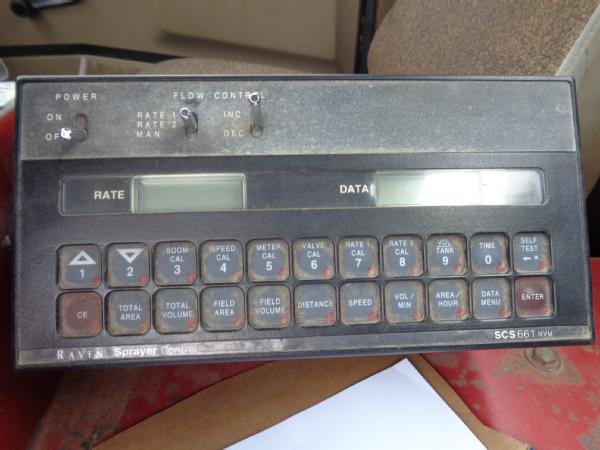 POWER FLOW CONTROL
ON RATE 1 INC
OFF RATE 2
MAN DEC
RATE DATA
1 2 BOOM CAL 3 SPEED CAL 4 METER CAL 5 VALVE CAL 6 RATE 1 CAL 7 RATE 2 CAL 8 VOL TANK 9 TIME 0 SELF TEST
CE TOTAL AREA TOTAL VOLUME FIELD AREA FIELD VOLUME DISTANCE SPEED VOL/MIN AREA/HOUR DATA MENU ENTER
RAVEN Sprayer Control SCS 661 NVM